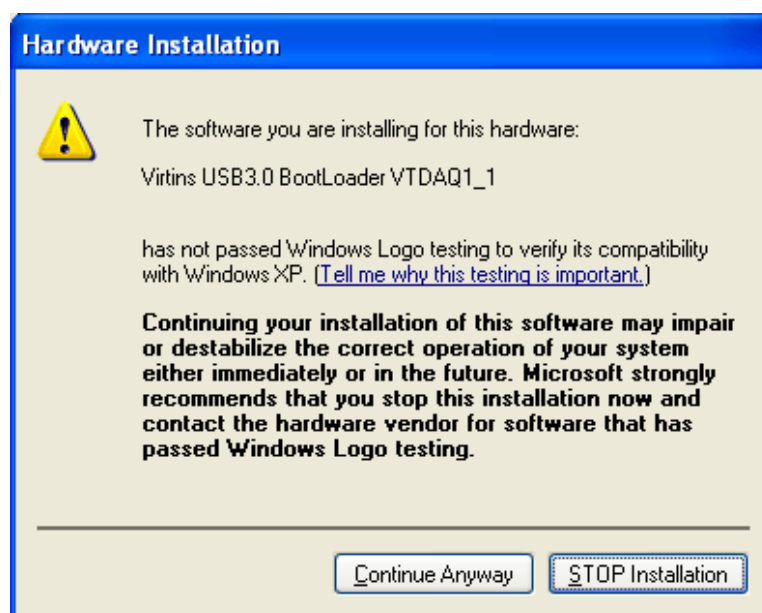 Hardware Installation
The software you are installing for this hardware:
Virtins USB3.0 BootLoader VTDAQ1_1
has not passed Windows Logo testing to verify its compatibility
with Windows XP. (Tell me why this testing is important.)
Continuing your installation of this software may impair
or destabilize the correct operation of your system
either immediately or in the future. Microsoft strongly
recommends that you stop this installation now and
contact the hardware vendor for software that has
passed Windows Logo testing.
Continue Anyway STOP Installation